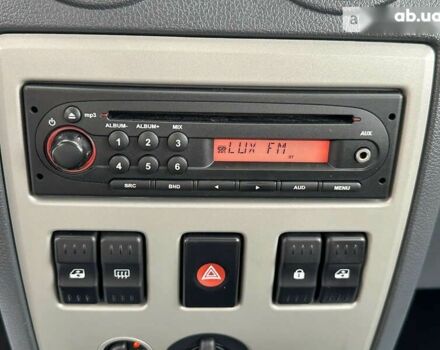 a ab.ua
mp3
ALBUM- ALBUM+ MIX
1 2 3
4 5 6
LUX FM
ST
AUX
SRC BND ◄ ► AUD MENU